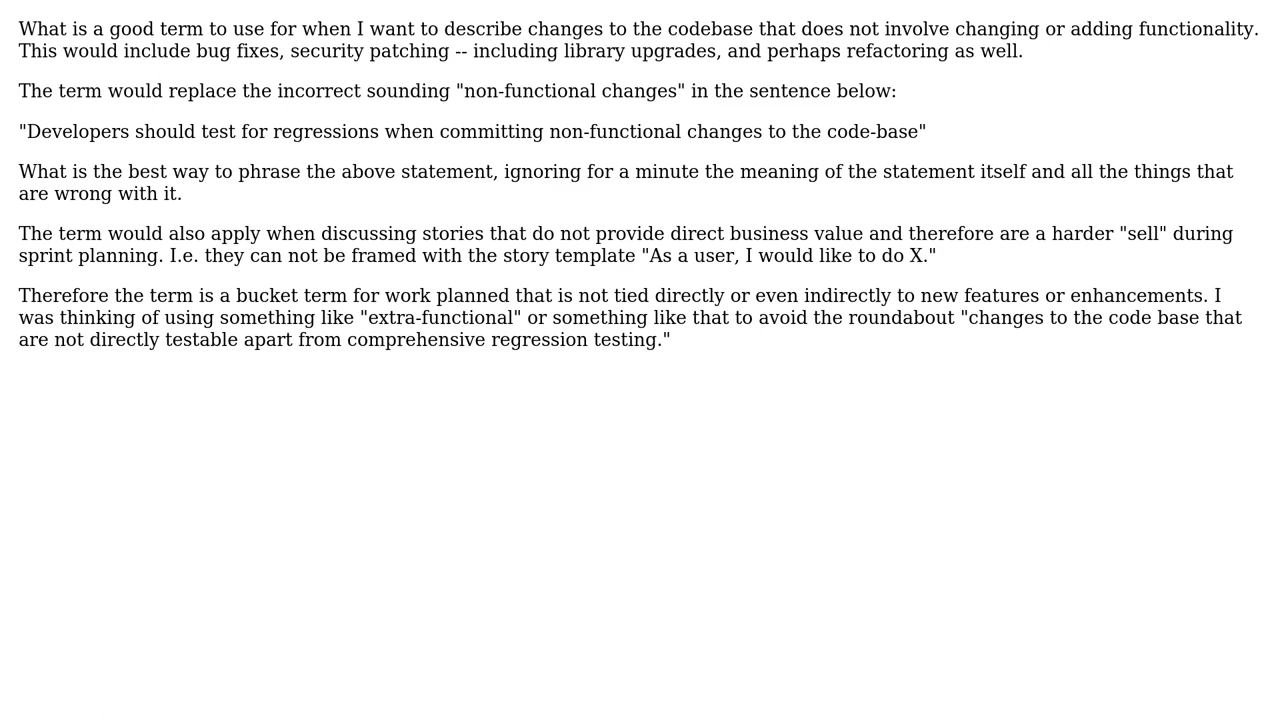 What is a good term to use for when I want to describe changes to the codebase that does not involve changing or adding functionality.
This would include bug fixes, security patching -- including library upgrades, and perhaps refactoring as well.
The term would replace the incorrect sounding "non-functional changes" in the sentence below:
"Developers should test for regressions when committing non-functional changes to the code-base"
What is the best way to phrase the above statement, ignoring for a minute the meaning of the statement itself and all the things that
are wrong with it.
The term would also apply when discussing stories that do not provide direct business value and therefore are a harder "sell" during
sprint planning. I.e. they can not be framed with the story template "As a user, I would like to do X."
Therefore the term is a bucket term for work planned that is not tied directly or even indirectly to new features or enhancements. I
was thinking of using something like "extra-functional" or something like that to avoid the roundabout "changes to the code base that
are not directly testable apart from comprehensive regression testing."